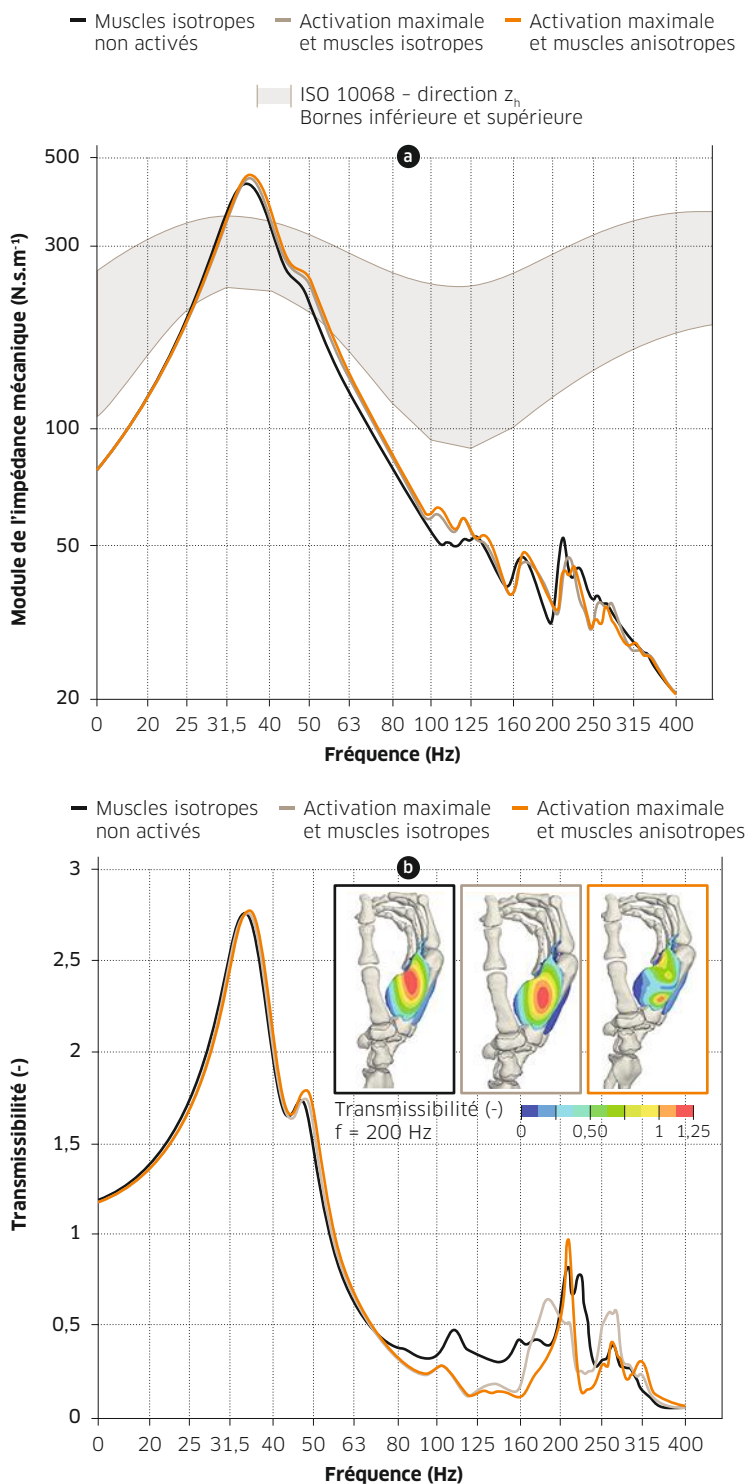 Muscles isotropes non activés
Activation maximale et muscles isotropes
Activation maximale et muscles anisotropes
ISO 10068 – direction z_h
Bornes inférieure et supérieure
a
Module de l'impédance mécanique (N.s.m⁻¹)
500
300
100
50
20
0 20 25 31,5 40 50 63 80 100 125 160 200 250 315 400
Fréquence (Hz)
Muscles isotropes non activés
Activation maximale et muscles isotropes
Activation maximale et muscles anisotropes
b
Transmissibilité (-)
3
2,5
2
1,5
1
0,5
0
Transmissibilité (-)
f = 200 Hz
0 0,50 1 1,25
0 20 25 31,5 40 50 63 80 100 125 160 200 250 315 400
Fréquence (Hz)